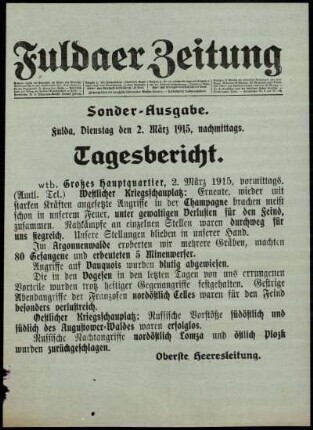 Fuldaer Zeitung
Sonder-Ausgabe.
Fulda, Dienstag den 2. März 1915, nachmittags.
Tagesbericht.
wtb. Großes Hauptquartier, 2. März 1915, vormittags.
(Amtl. Tel.) Westlicher Kriegsschauplatz: Erneute, wieder mit
starken Kräften angesetzte Angriffe in der Champagne brachen meist
schon in unserem Feuer, unter gewaltigen Verlusten für den Feind,
zusammen. Nahkämpfe an einzelnen Stellen waren durchweg für
uns siegreich. Unsere Stellungen blieben in unserer Hand.
Im Argonnenwalde eroberten wir mehrere Gräben, machten
80 Gefangene und erbeuteten 5 Minenwerfer.
Angriffe auf Vauquois wurden blutig abgewiesen.
Die in den Vogesen in den letzten Tagen von uns errungenen
Vorteile wurden trotz heftiger Gegenangriffe festgehalten. Gestrige
Abendangriffe der Franzosen nordöstlich Celles waren für den Feind
besonders verlustreich.
Oestlicher Kriegsschauplatz: Russische Vorstöße südöstlich und
südlich des Augustower-Waldes waren erfolglos.
Russische Nachtangriffe nordöstlich Lomza und östlich Plozk
wurden zurückgeschlagen.
Oberste Heeresleitung.